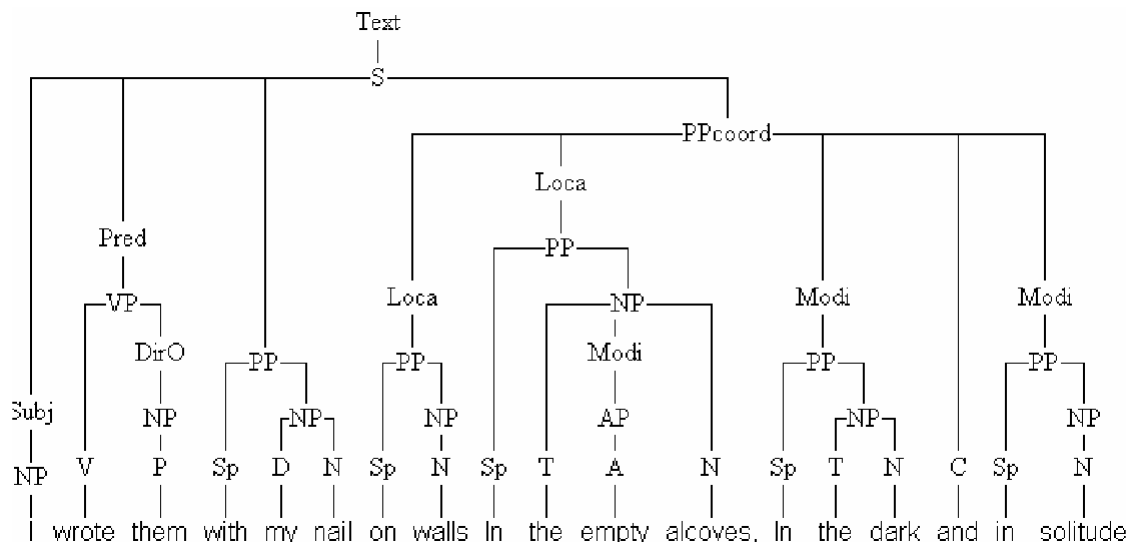 Text
S
PPcoord
Loca
Pred PP
VP Loca NP Modi Modi
DirO PP PP Modi PP PP
Subj NP NP NP AP NP NP
NP V P Sp D N Sp N Sp T A N Sp T N C Sp N
I wrote them with my nail on walls In the empty alcoves, In the dark and in solitude